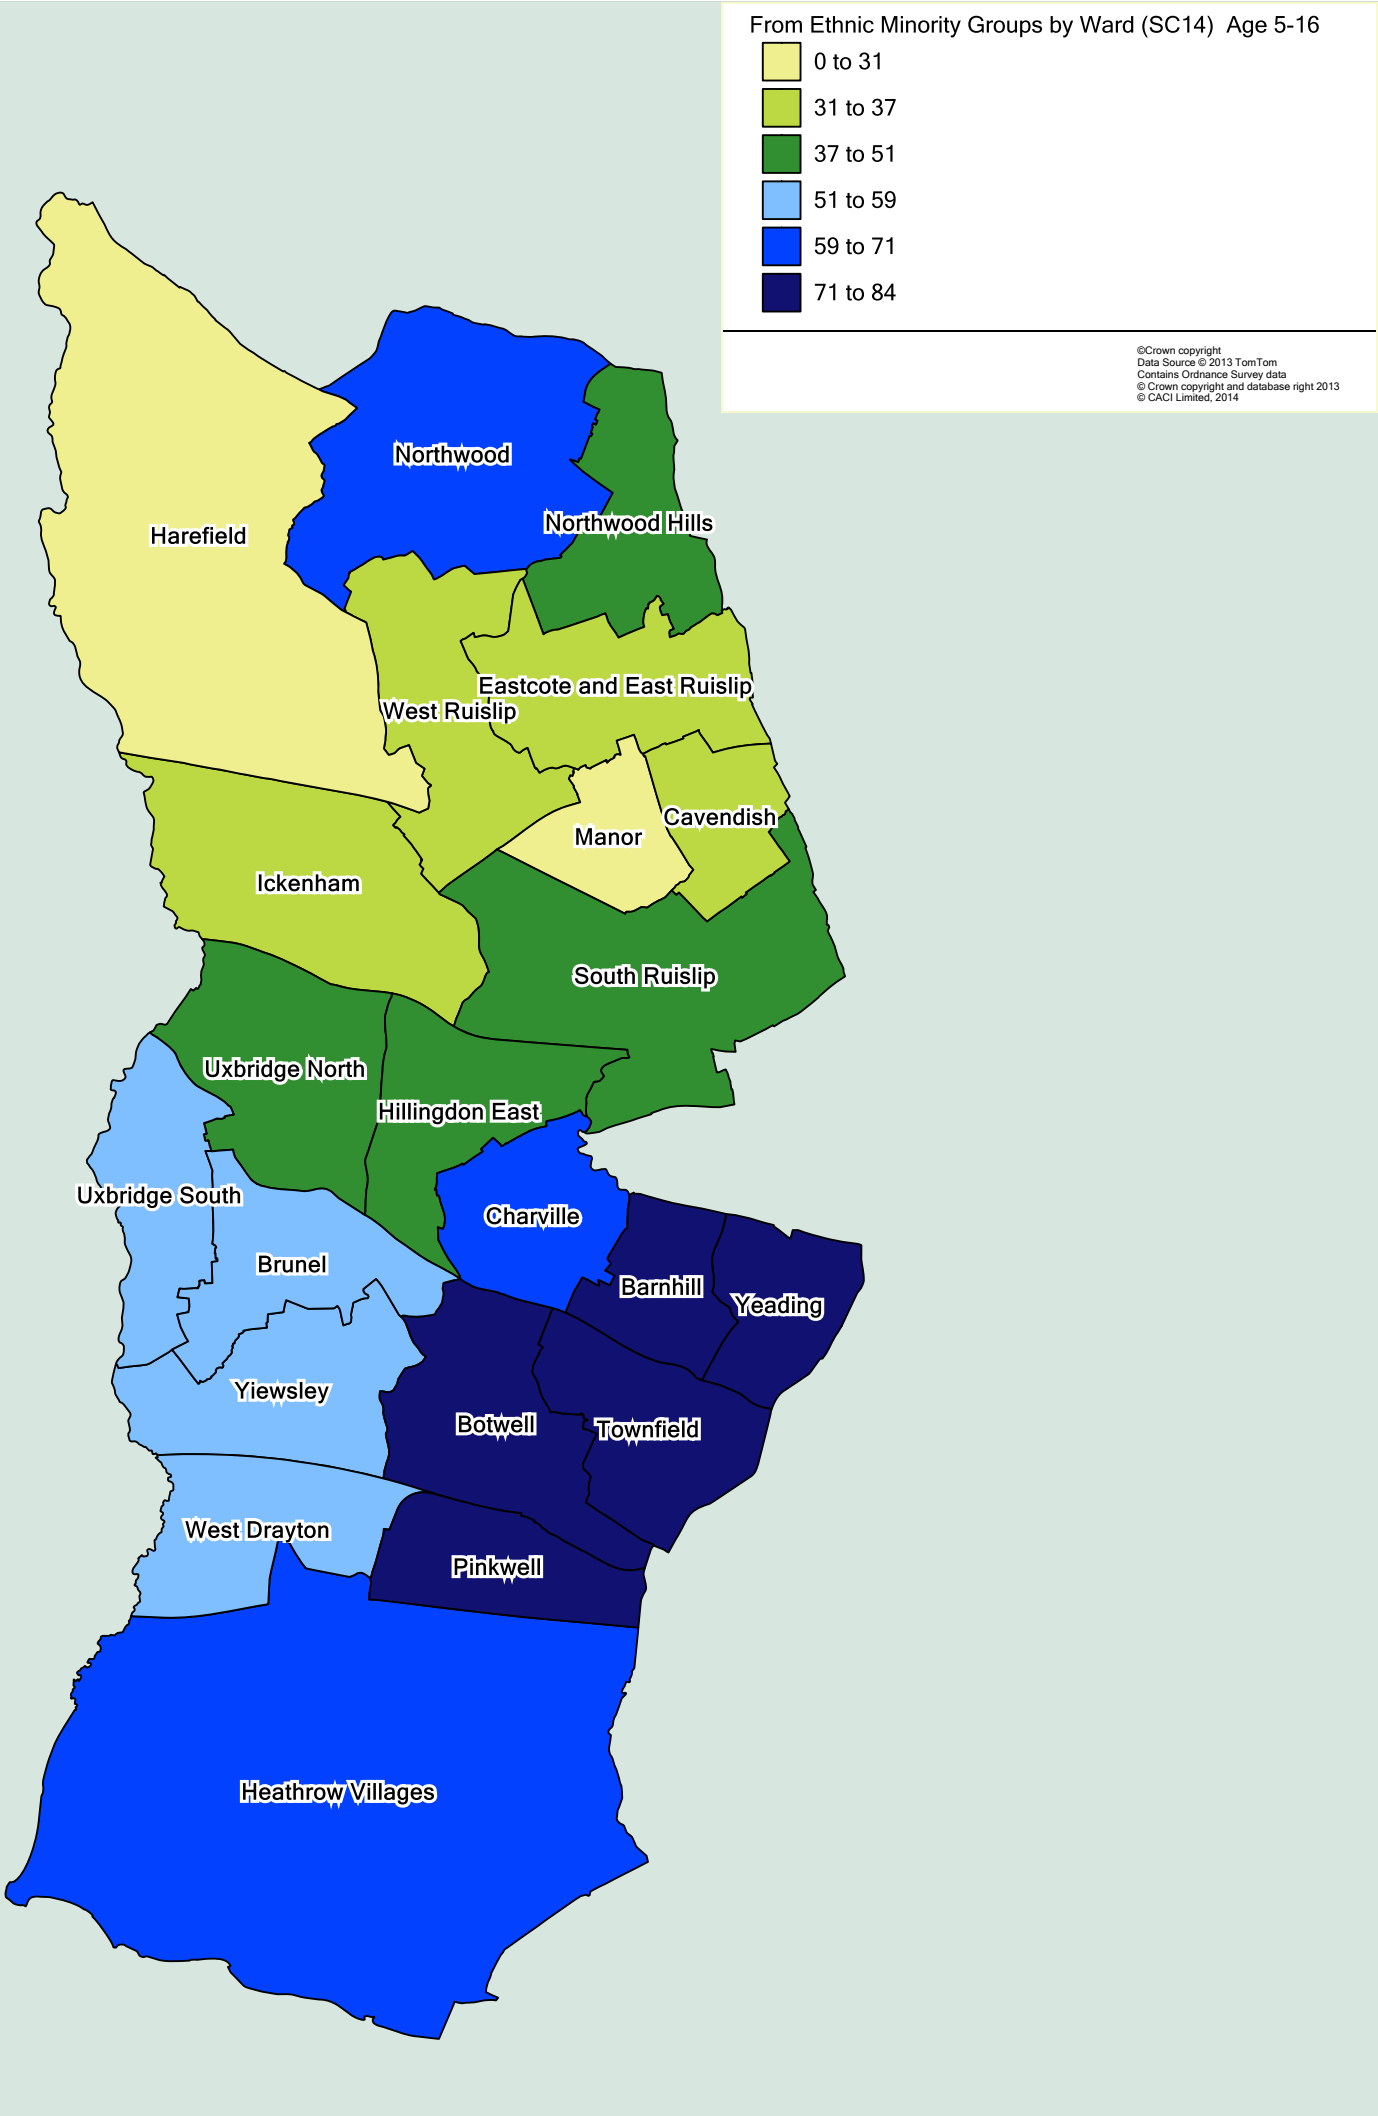 From Ethnic Minority Groups by Ward (SC14)  Age 5-16
0 to 31
31 to 37
37 to 51
51 to 59
59 to 71
71 to 84
©Crown copyright
Data Source © 2013 TomTom
Contains Ordnance Survey data
© Crown copyright and database right 2013
© CACI Limited, 2014
Northwood
Northwood Hills
Harefield
Eastcote and East Ruislip
West Ruislip
Cavendish
Manor
Ickenham
South Ruislip
Uxbridge North
Hillingdon East
Uxbridge South
Charville
Brunel
Barnhill
Yeading
Yiewsley
Botwell
Townfield
West Drayton
Pinkwell
Heathrow Villages